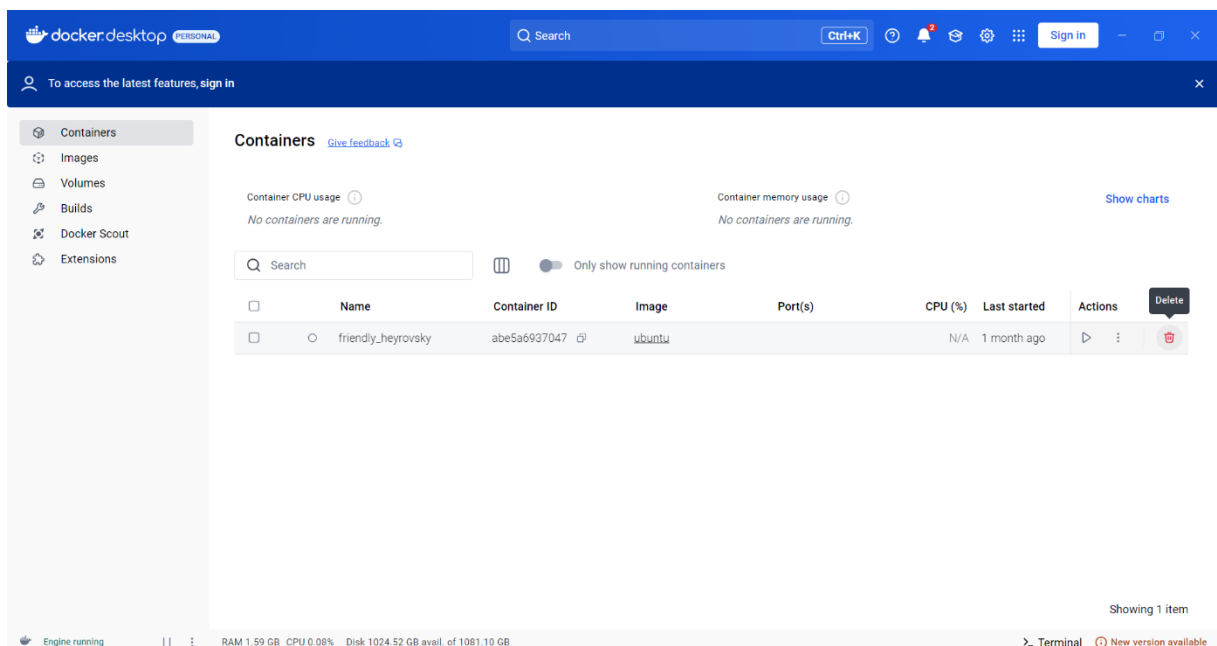 docker.desktop PERSONAL Search Ctrl+K 2 Sign in
To access the latest features, sign in
Containers
Images
Volumes
Builds
Docker Scout
Extensions
Containers Give feedback
Container CPU usage Container memory usage Show charts
No containers are running. No containers are running.
Search Only show running containers
Delete
Name Container ID Image Port(s) CPU (%) Last started Actions
friendly_heyrovsky abe5a6937047 ubuntu N/A 1 month ago
Showing 1 item
Engine running RAM 1.59 GB CPU 0.08% Disk 1024.52 GB avail. of 1081.10 GB >_ Terminal New version available